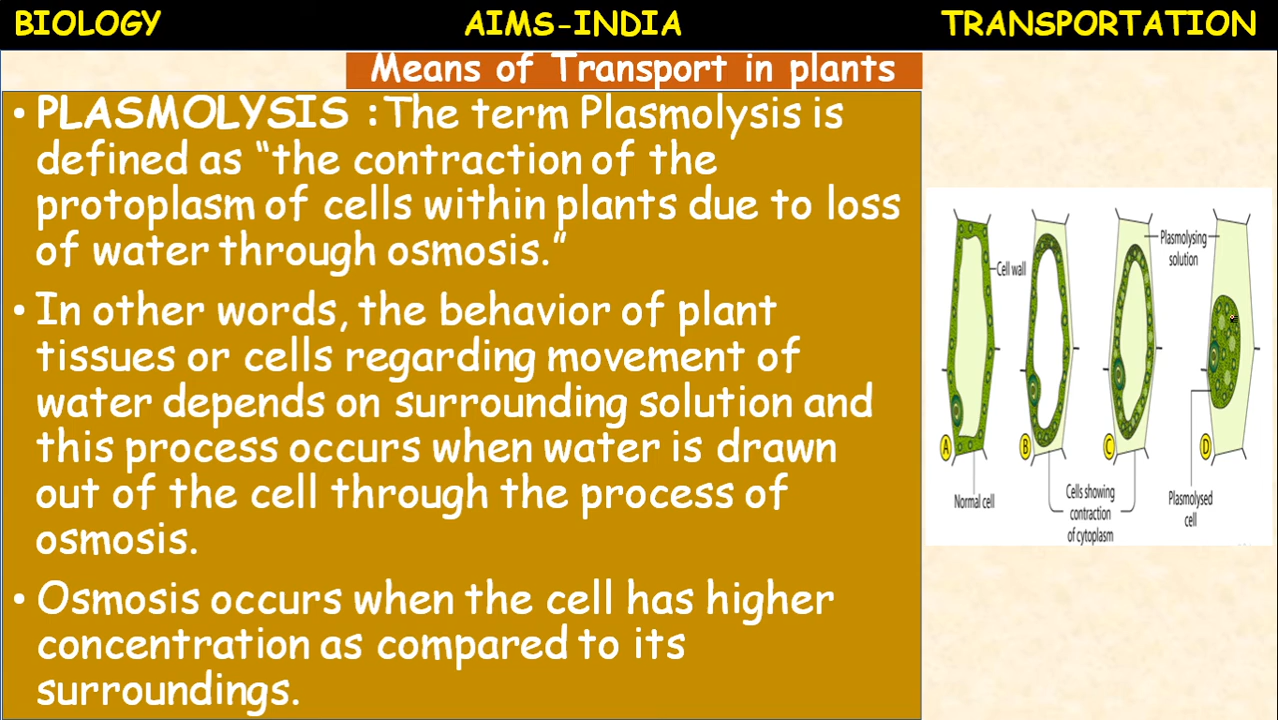 BIOLOGY AIMS-INDIA TRANSPORTATION
Means of Transport in plants
• PLASMOLYSIS : The term Plasmolysis is
defined as “the contraction of the
protoplasm of cells within plants due to loss
of water through osmosis.”
• In other words, the behavior of plant
tissues or cells regarding movement of
water depends on surrounding solution and
this process occurs when water is drawn
out of the cell through the process of
osmosis.
• Osmosis occurs when the cell has higher
concentration as compared to its
surroundings.
Cell wall
Plasmolysing
solution
A
B
C
D
Normal cell
Cells showing
contraction
of cytoplasm
Plasmolysed
cell